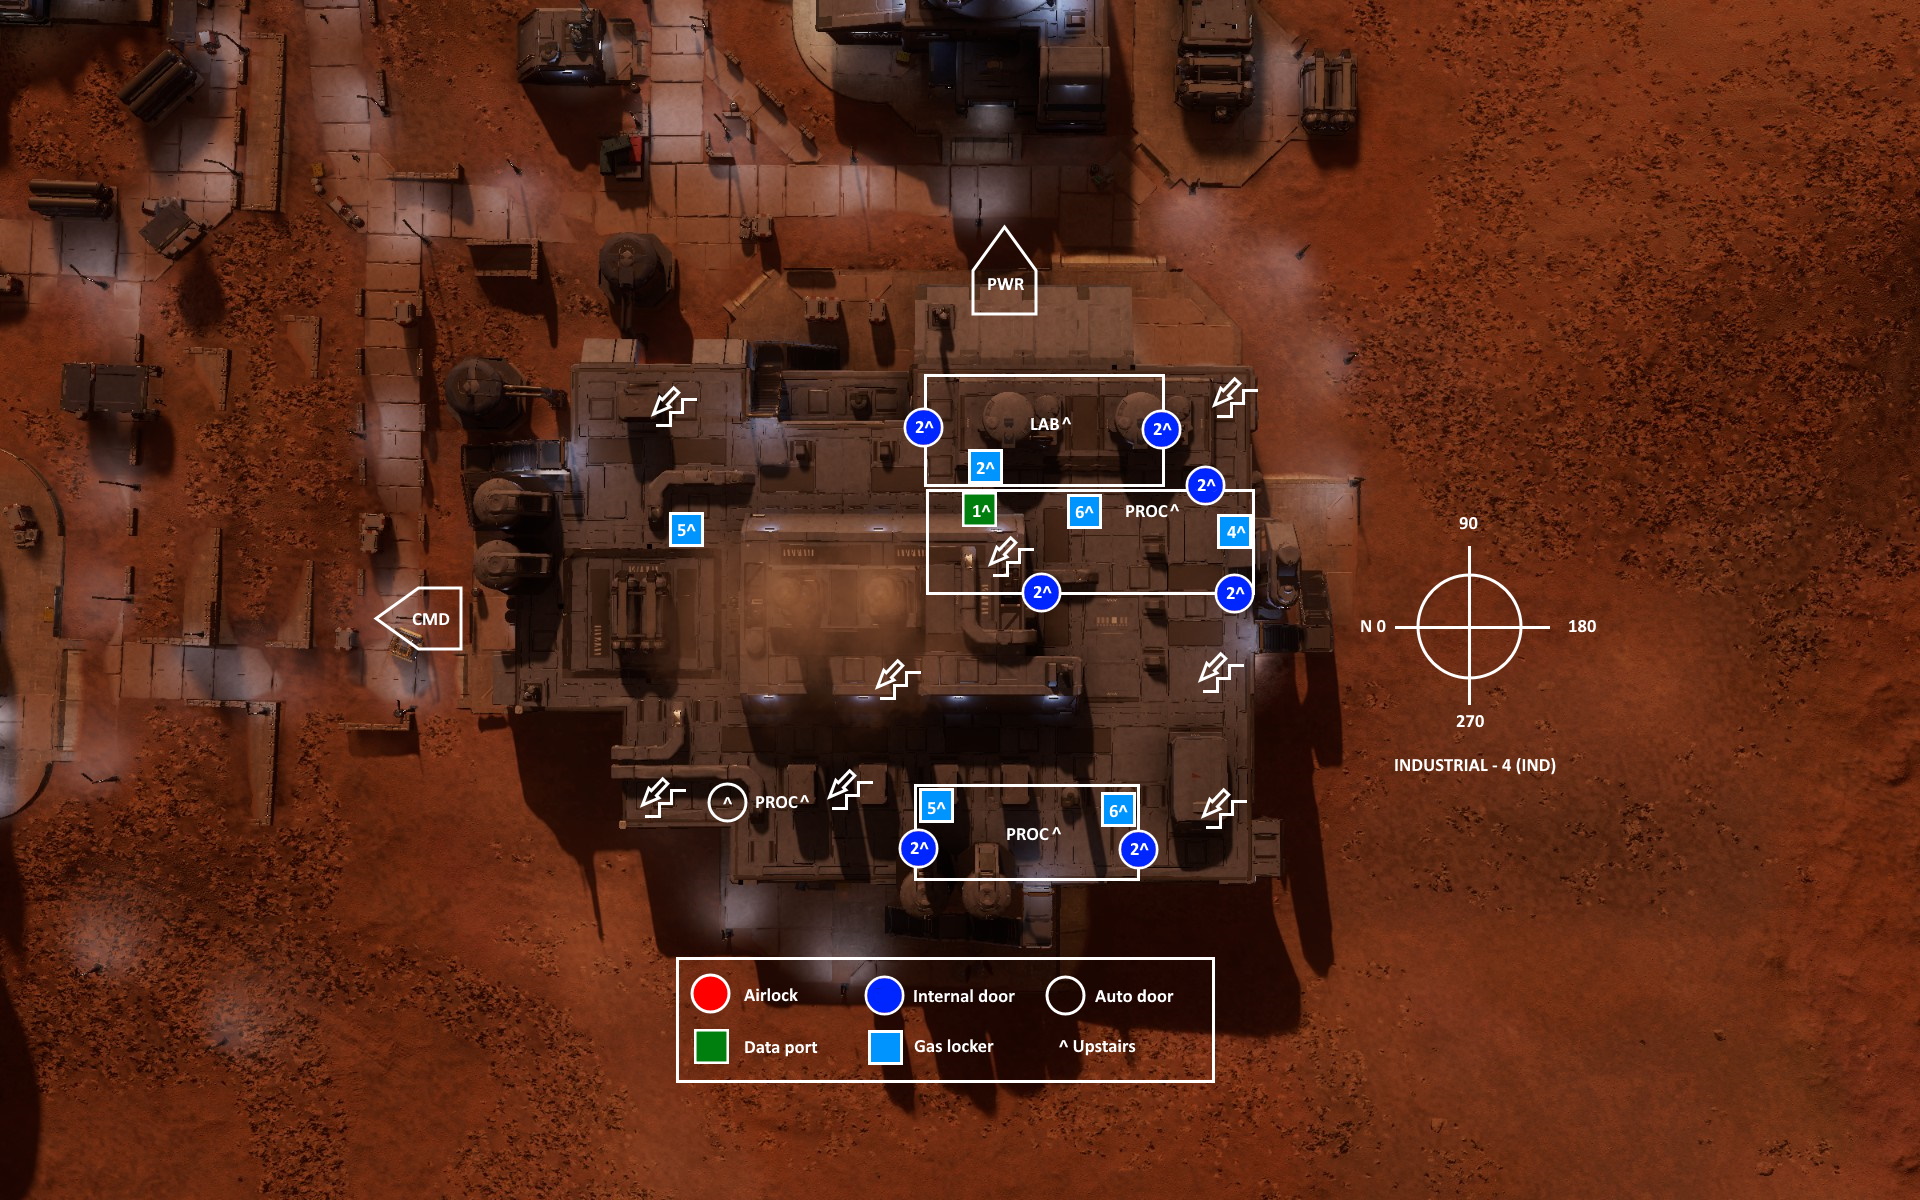 PWR
2^
LAB ^
2^
2^
2^
1^
6^
PROC ^
5^
4^
2^
2^
CMD
90
N 0
180
270
INDUSTRIAL - 4 (IND)
^
PROC ^
5^
6^
PROC ^
2^
2^
Airlock
Internal door
Auto door
Data port
Gas locker
^ Upstairs